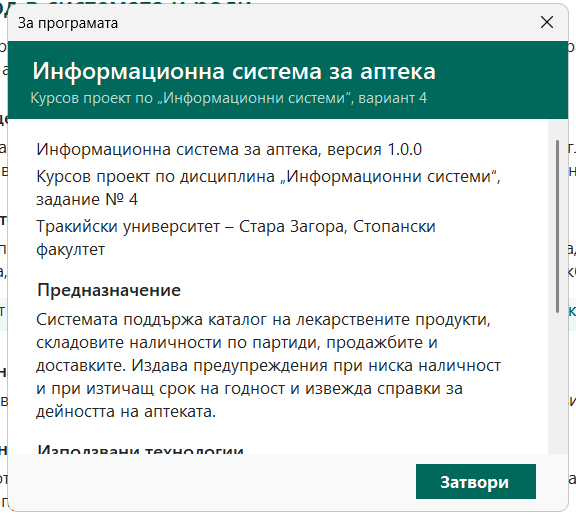 За програмата
Информационна система за аптека
Курсов проект по „Информационни системи“, вариант 4
Информационна система за аптека, версия 1.0.0
Курсов проект по дисциплина „Информационни системи“,
задание № 4
Тракийски университет – Стара Загора, Стопански
факултет
Предназначение
Системата поддържа каталог на лекарствените продукти,
складовите наличности по партиди, продажбите и
доставките. Издава предупреждения при ниска наличност
и при изтичащ срок на годност и извежда справки за
дейността на аптеката.
Използвани технологии
Затвори